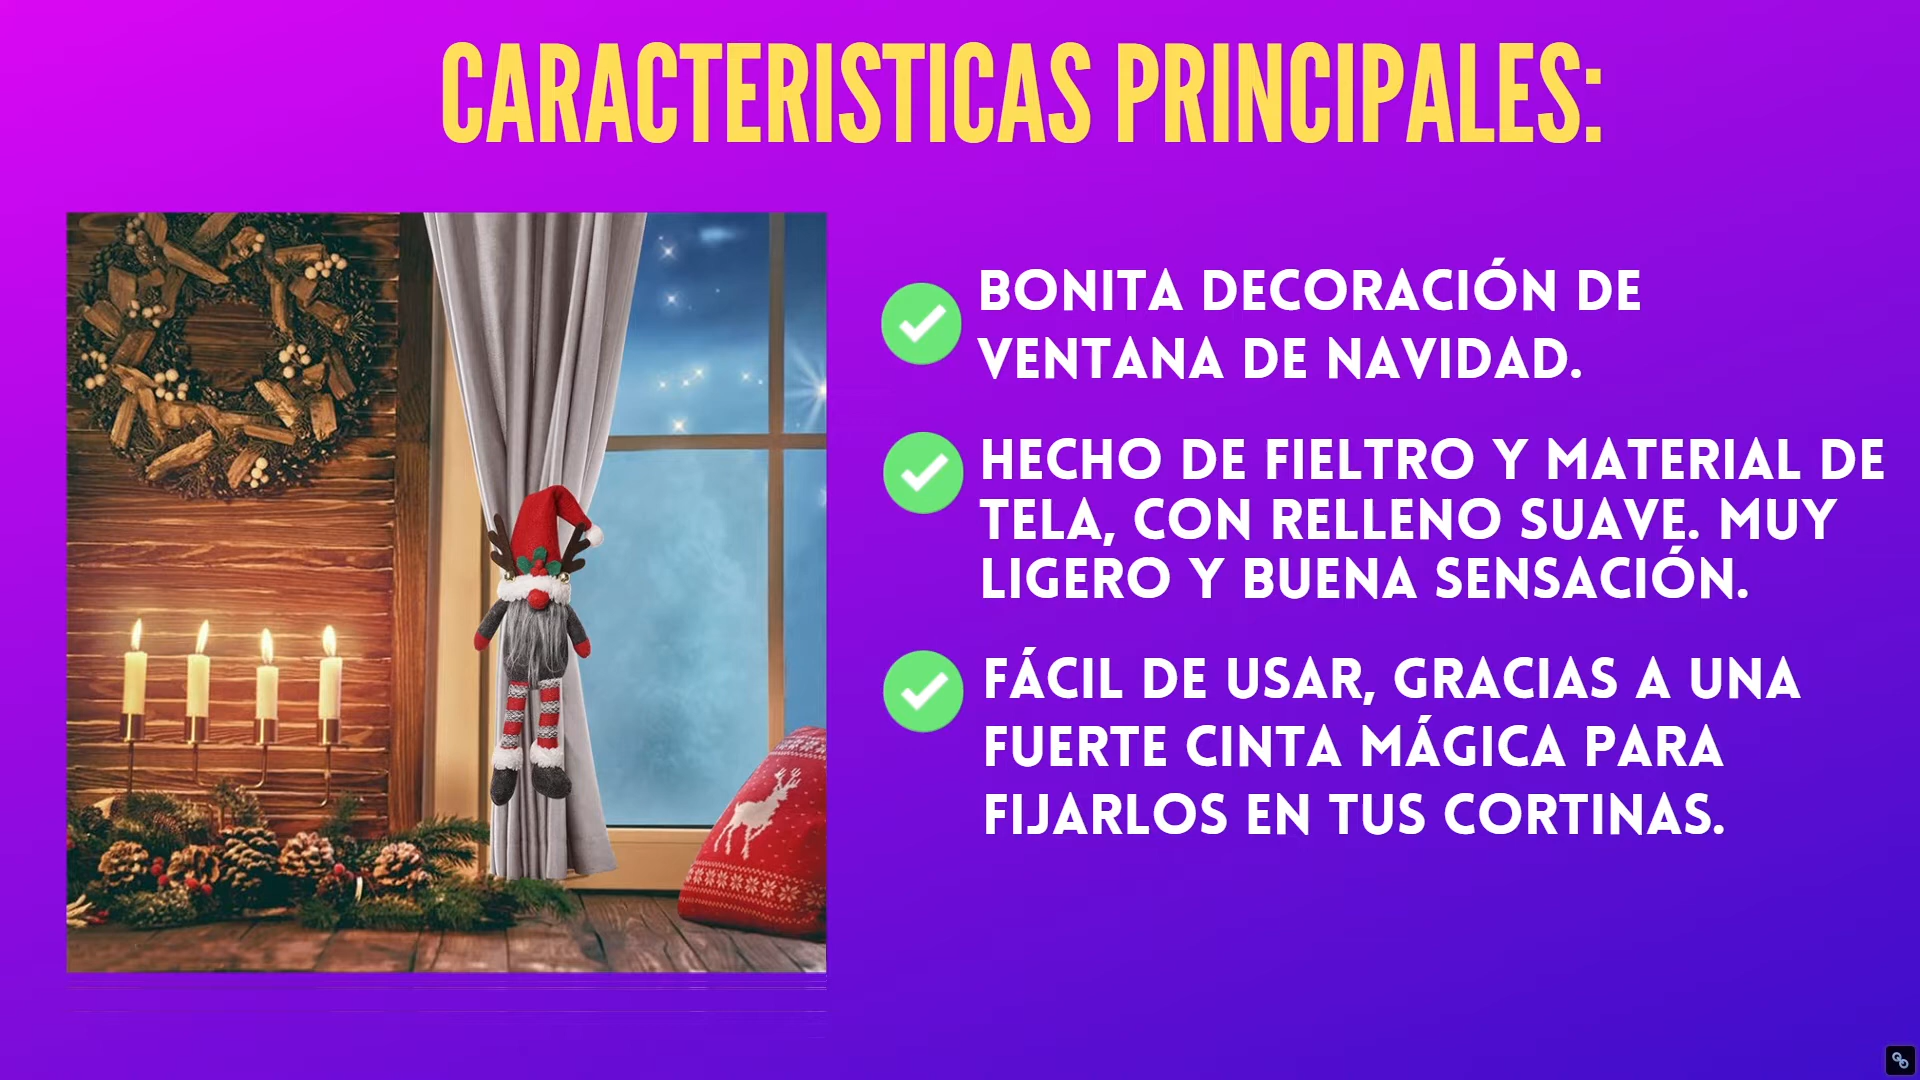 CARACTERISTICAS PRINCIPALES:
BONITA DECORACIÓN DE
VENTANA DE NAVIDAD.
HECHO DE FIELTRO Y MATERIAL DE
TELA, CON RELLENO SUAVE. MUY
LIGERO Y BUENA SENSACIÓN.
FÁCIL DE USAR, GRACIAS A UNA
FUERTE CINTA MÁGICA PARA
FIJARLOS EN TUS CORTINAS.